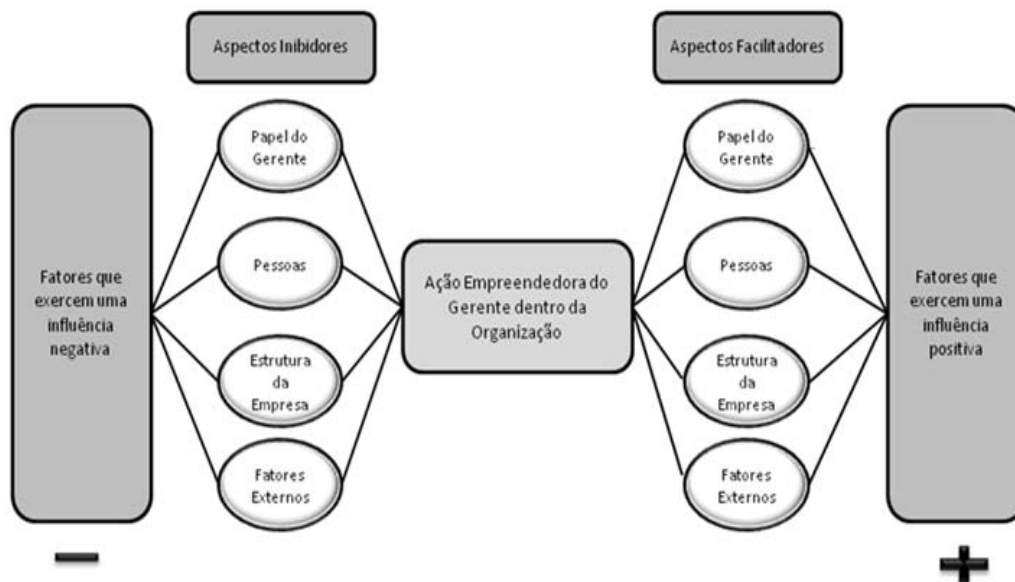 Aspectos Inibidores
Aspectos Facilitadores
Fatores que
exercem uma
influência
negativa
Papel do
Gerente
Pessoas
Estrutura
da
Empresa
Fatores
Externos
Ação Empreendedora do
Gerente dentro da
Organização
Papel do
Gerente
Pessoas
Estrutura
da
Empresa
Fatores
Externos
Fatores que
exercem uma
influência
positiva
−
+